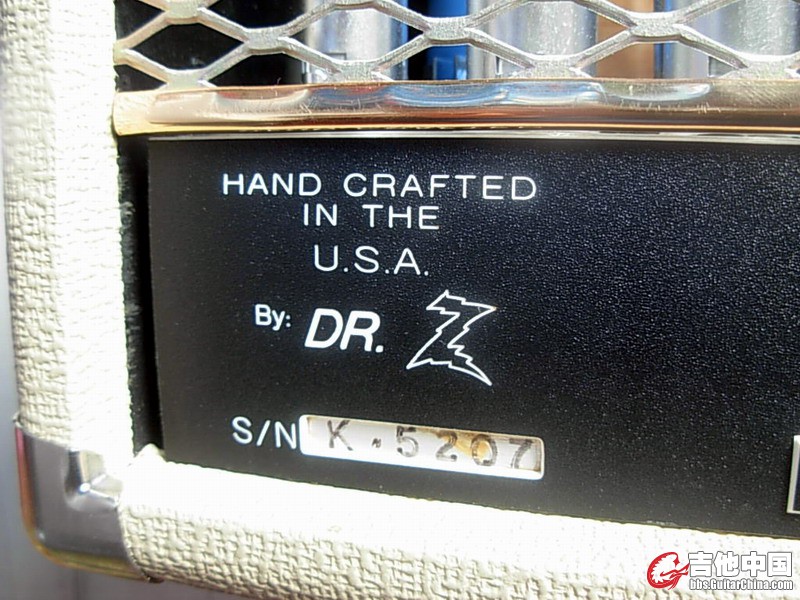 HAND CRAFTED
IN THE
U.S.A.
By: DR. Z
S/N K.5207
吉他中国
bbs.GuitarChina.com